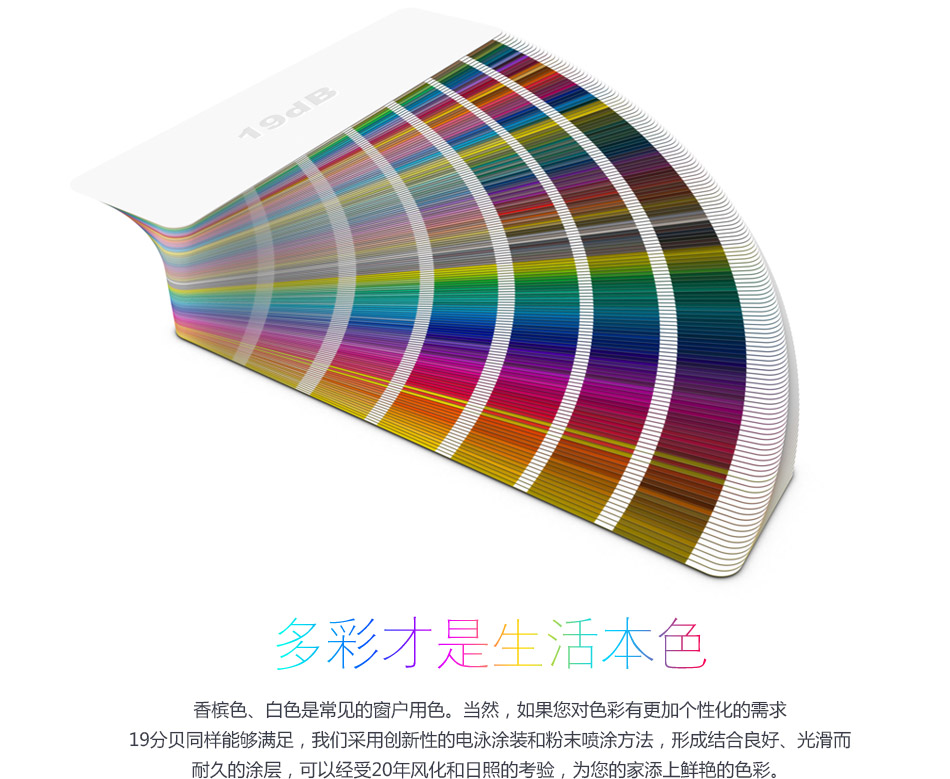 19dB
多彩才是生活本色
香槟色、白色是常见的窗户用色。当然，如果您对色彩有更加个性化的需求
19分贝同样能够满足，我们采用创新性的电泳涂装和粉末喷涂方法，形成结合良好、光滑而
耐久的涂层，可以经受20年风化和日照的考验，为您的家添上鲜艳的色彩。